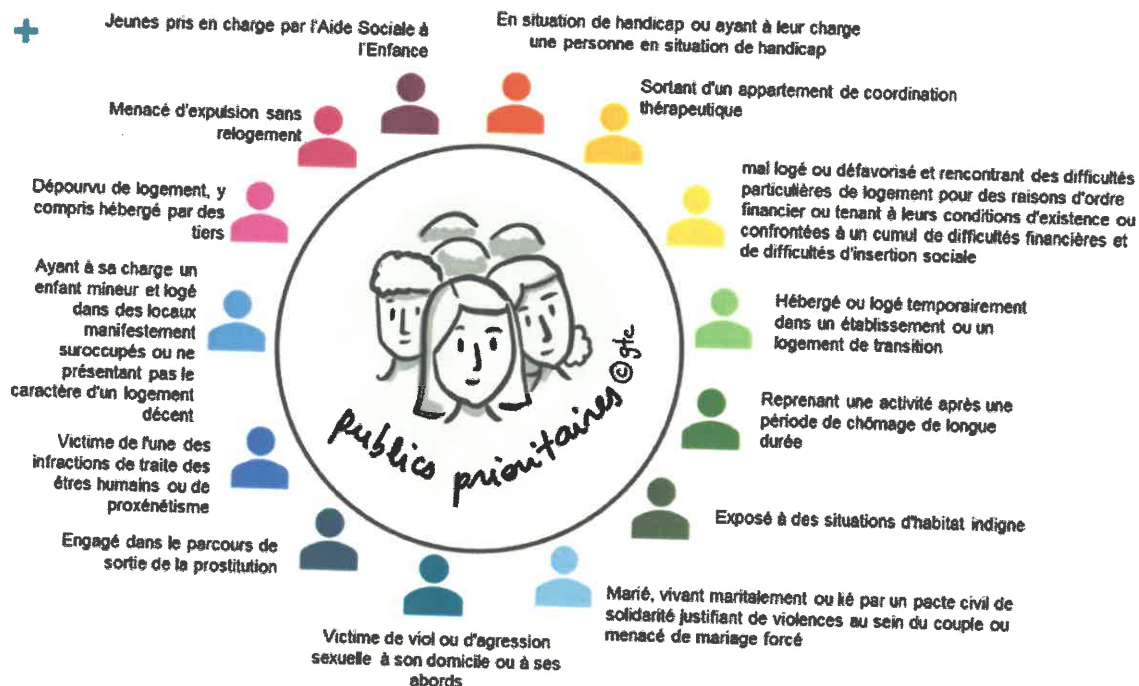 Jeunes pris en charge par l'Aide Sociale à
l'Enfance
En situation de handicap ou ayant à leur charge
une personne en situation de handicap
Sortant d'un appartement de coordination
thérapeutique
mal logé ou défavorisé et rencontrant des difficultés
particulières de logement pour des raisons d'ordre
financier ou tenant à leurs conditions d'existence ou
confrontées à un cumul de difficultés financières et
de difficultés d'insertion sociale
Hébergé ou logé temporairement
dans un établissement ou un
logement de transition
Reprenant une activité après une
période de chômage de longue
durée
Exposé à des situations d'habitat indigne
Marié, vivant maritalement ou lié par un pacte civil de
solidarité justifiant de violences au sein du couple ou
menacé de mariage forcé
Victime de viol ou d'agression
sexuelle à son domicile ou à ses
abords
Engagé dans le parcours de
sortie de la prostitution
Victime de l'une des
infractions de traite des
êtres humains ou de
proxénétisme
Ayant à sa charge un
enfant mineur et logé
dans des locaux
manifestement
suroccupés ou ne
présentant pas le
caractère d'un logement
décent
Dépourvu de logement, y
compris hébergé par des
tiers
Menacé d'expulsion sans
relogement
publics prioritaires ©gtc